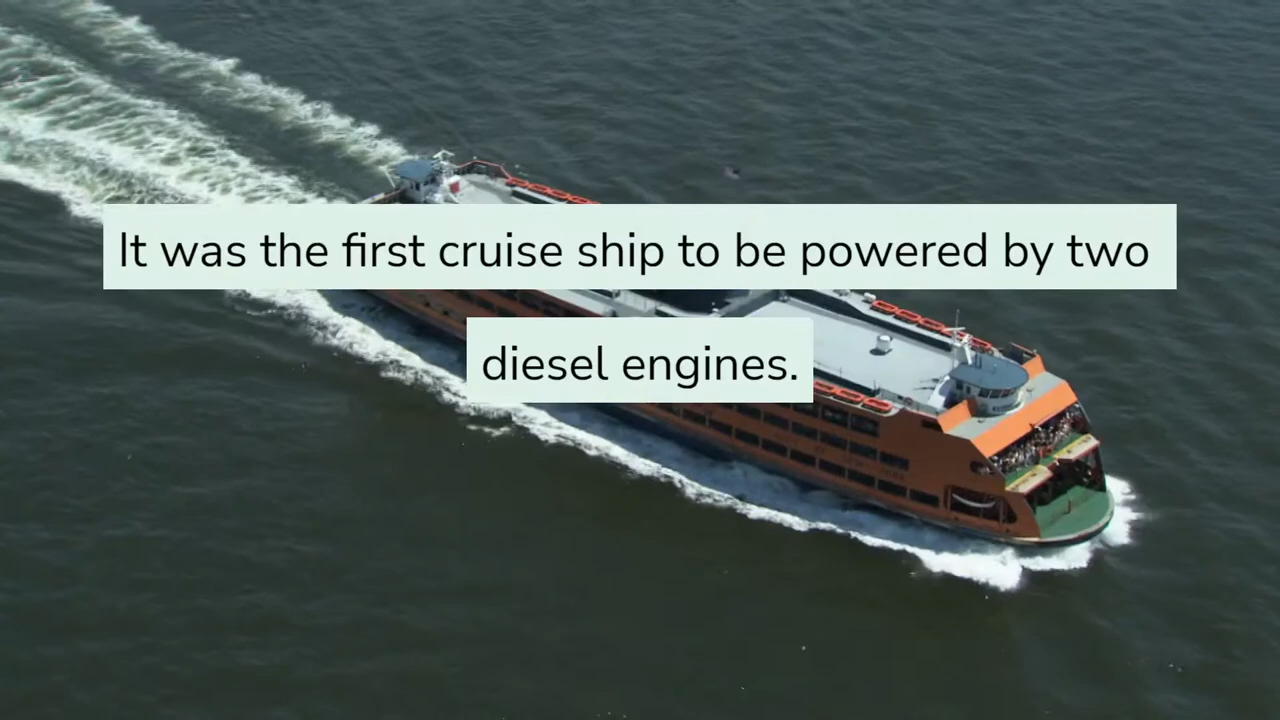 It was the first cruise ship to be powered by two
diesel engines.